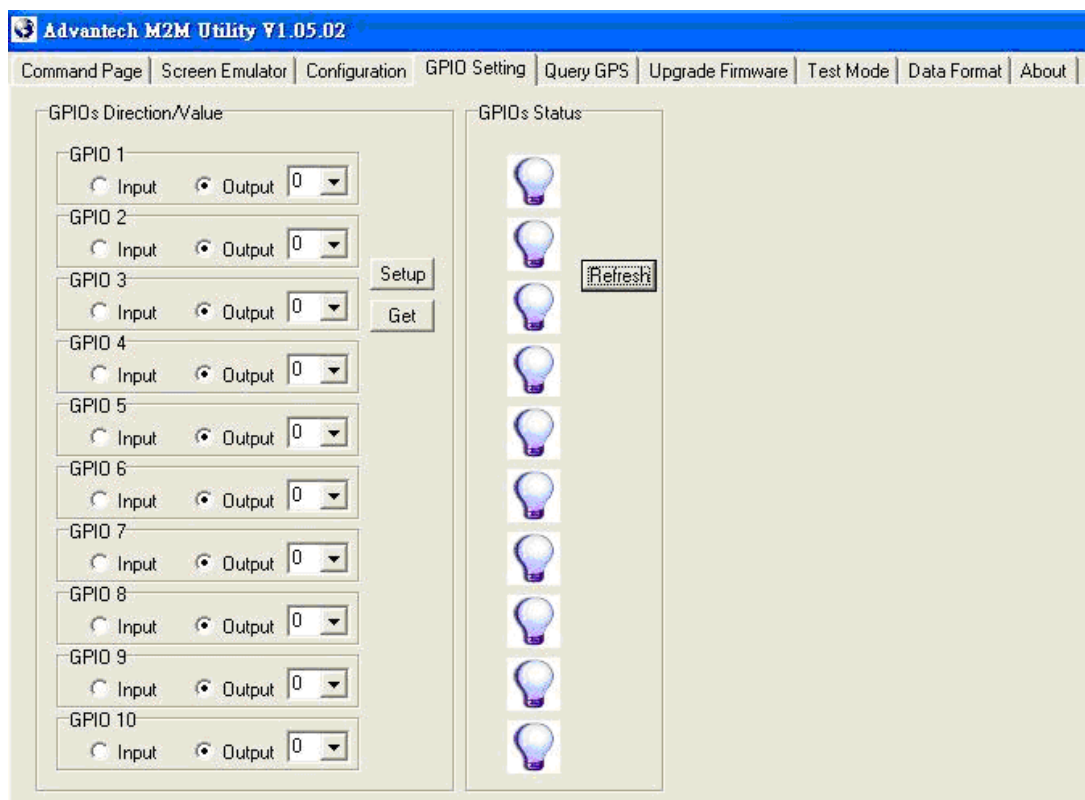 Advantech M2M Utility V1.05.02
Command Page Screen Emulator Configuration GPIO Setting Query GPS Upgrade Firmware Test Mode Data Format About
GPIOs Direction/Value
GPIOs Status
GPIO 1
Input Output 0
GPIO 2
Input Output 0
Setup
Refresh
GPIO 3
Input Output 0
Get
GPIO 4
Input Output 0
GPIO 5
Input Output 0
GPIO 6
Input Output 0
GPIO 7
Input Output 0
GPIO 8
Input Output 0
GPIO 9
Input Output 0
GPIO 10
Input Output 0